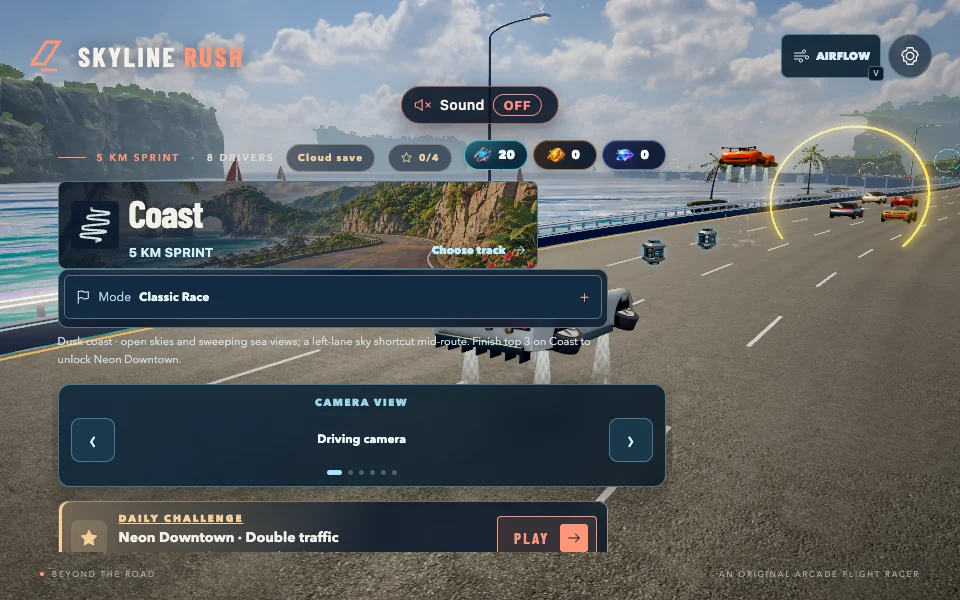 SKYLINE RUSH
AIRFLOW
V
Sound OFF
5 KM SPRINT · 8 DRIVERS
Cloud save
0/4
20
0
0
Coast
5 KM SPRINT
Choose track →
Mode Classic Race +
Dusk coast · open skies and sweeping sea views; a left-lane sky shortcut mid-route. Finish top 3 on Coast to
unlock Neon Downtown.
CAMERA VIEW
‹ Driving camera ›
DAILY CHALLENGE
Neon Downtown · Double traffic
PLAY →
BEYOND THE ROAD
AN ORIGINAL ARCADE FLIGHT RACER